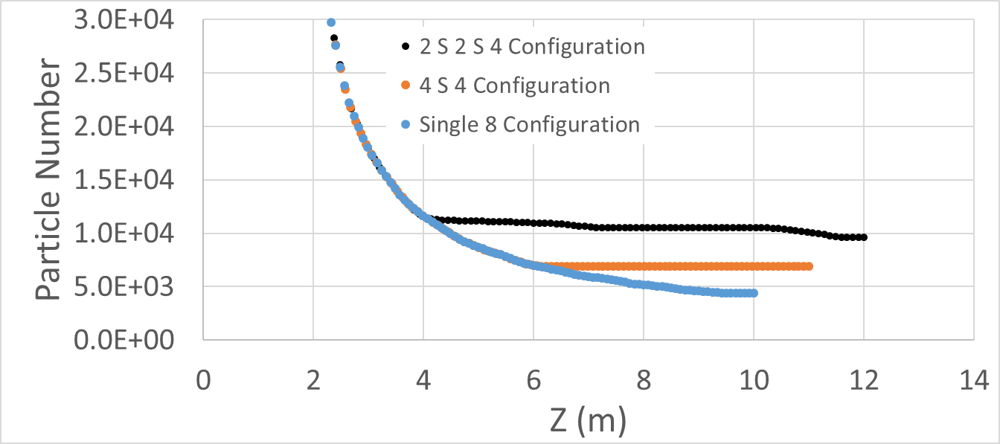 3.0E+04
2.5E+04
2.0E+04
1.5E+04
1.0E+04
5.0E+03
0.0E+00
Particle Number
2 S 2 S 4 Configuration
4 S 4 Configuration
Single 8 Configuration
0 2 4 6 8 10 12 14
Z (m)